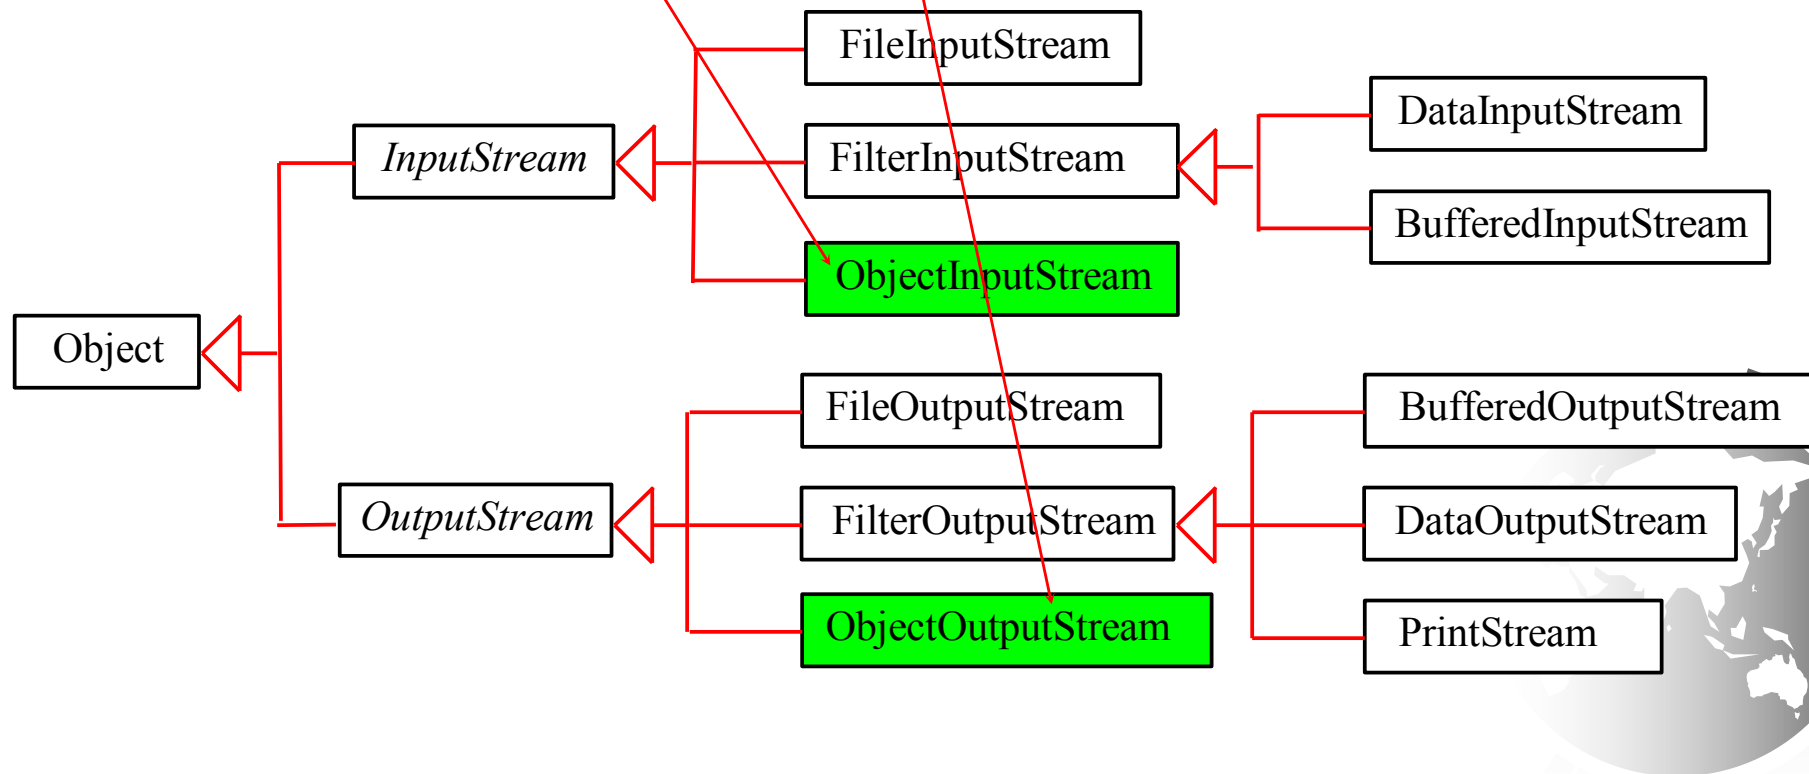 FileInputStream
DataInputStream
InputStream
FilterInputStream
BufferedInputStream
ObjectInputStream
Object
FileOutputStream
BufferedOutputStream
OutputStream
FilterOutputStream
DataOutputStream
ObjectOutputStream
PrintStream